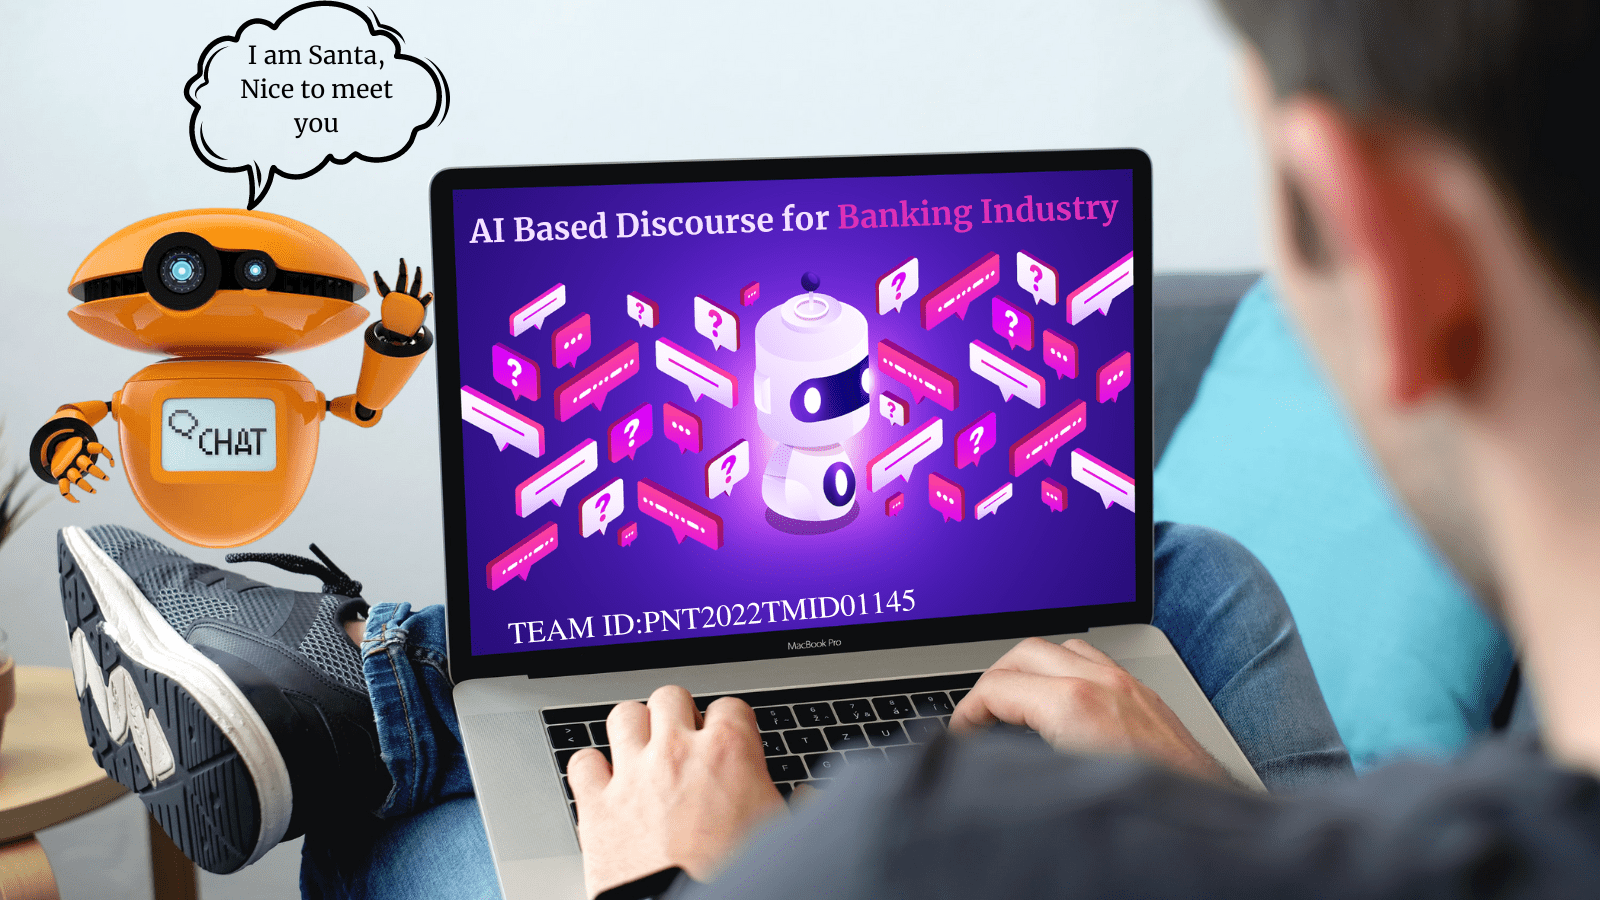 I am Santa,
Nice to meet
you
AI Based Discourse for Banking Industry
CHAT
TEAM ID:PNT2022TMID01145
MacBook Pro